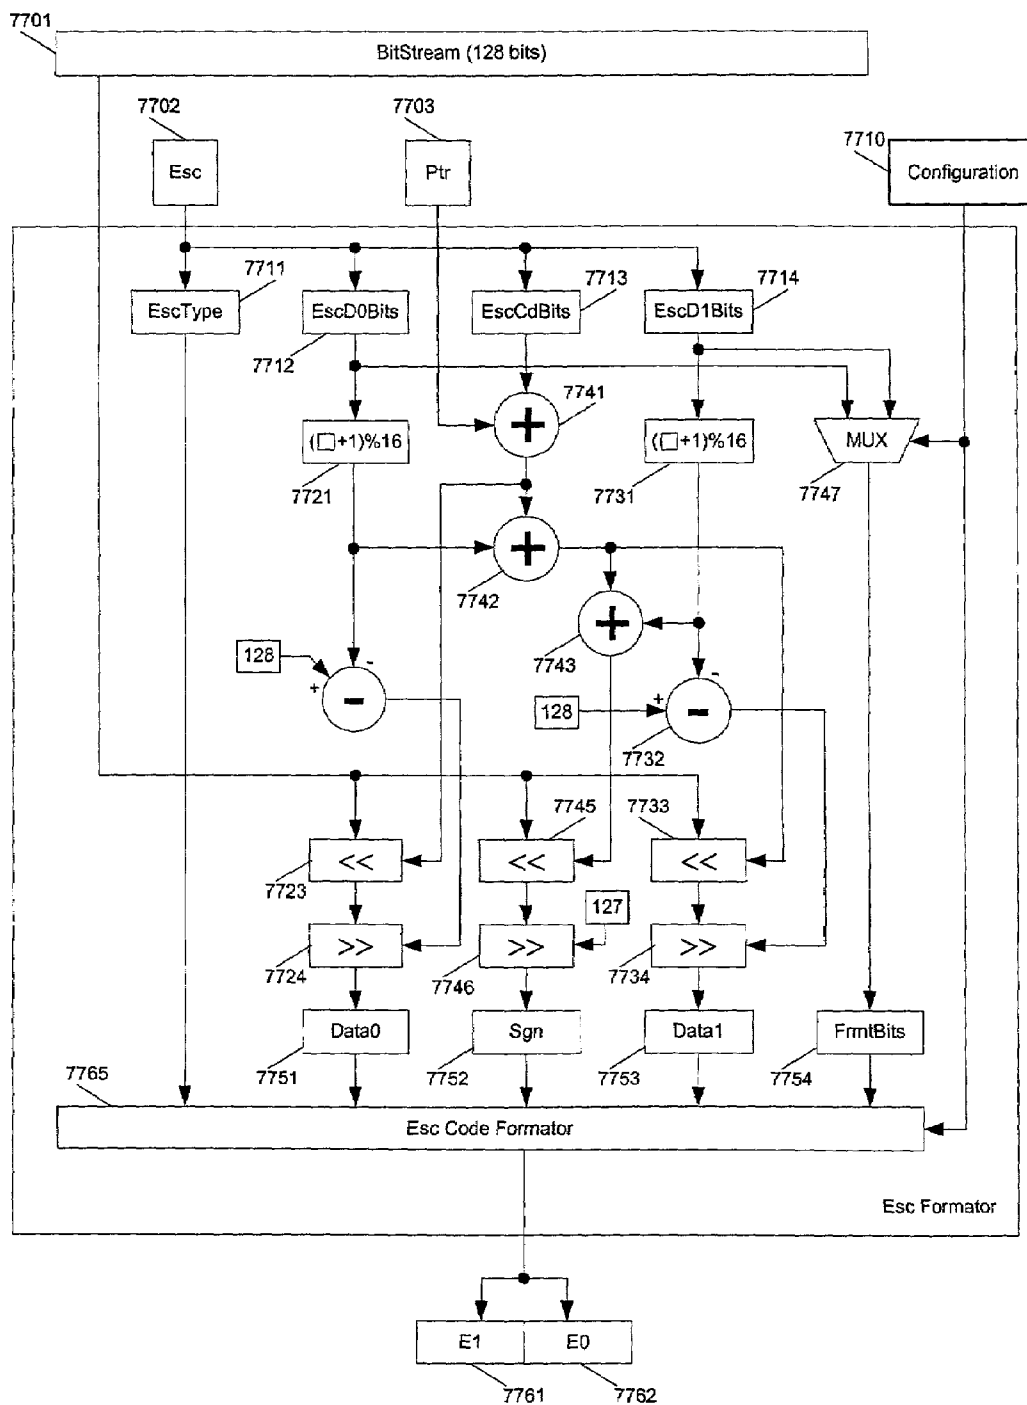 7701
BitStream (128 bits)
7702
7703
7710
Esc
Ptr
Configuration
7711
7713
7714
EscType
EscD0Bits
EscCdBits
EscD1Bits
7712
7741
(□+1)%16
+
(□+1)%16
MUX
7721
7731
7747
+
7742
+
7743
128
-
-
+
-
128
+
-
7732
7745
7733
<<
<<
<<
7723
127
>>
>>
>>
7724
7746
7734
Data0
Sgn
Data1
FrmtBits
7765
7751
7752
7753
7754
Esc Code Formator
Esc Formator
E1
E0
7761
7762